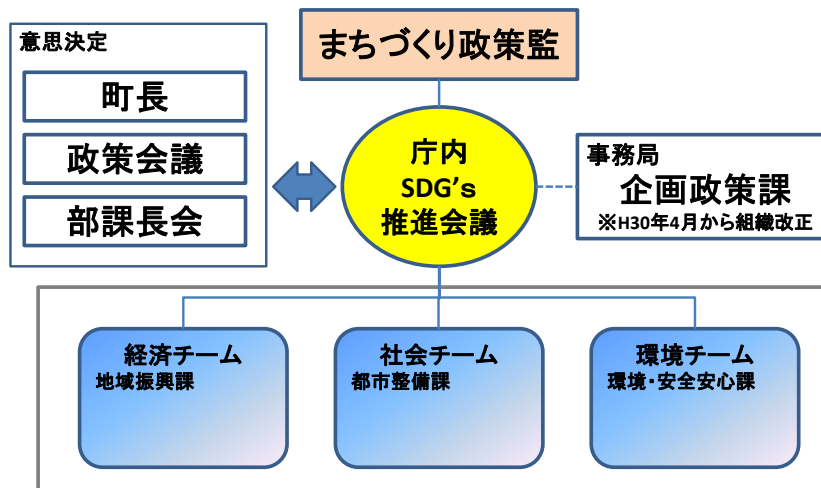 意思決定
町長
政策会議
部課長会
まちづくり政策監
庁内
SDG'ｓ
推進会議
事務局
企画政策課
※H30年4月から組織改正
経済チーム
地域振興課
社会チーム
都市整備課
環境チーム
環境・安全安心課